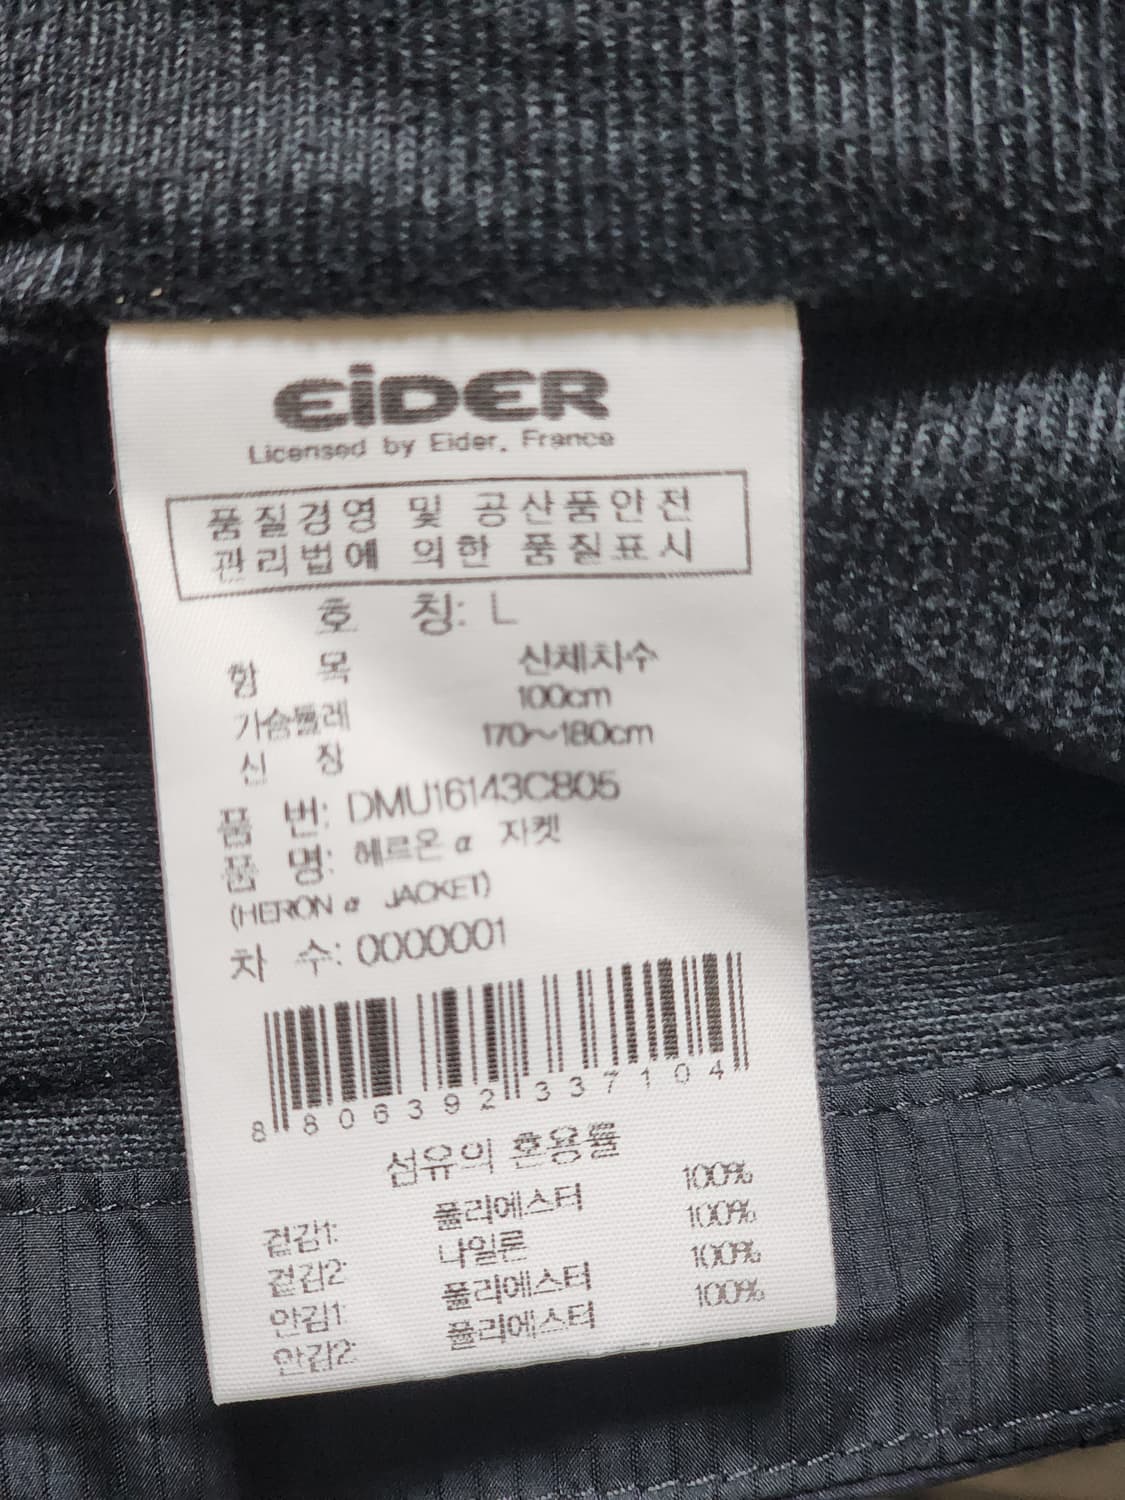 EiDER
Licensed by Eider, France
품질경영 및 공산품안전
관리법에 의한 품질표시
호 칭: L
항 목 신체치수
가슴둘레 100cm
신 장 170~180cm
품 번: DMU16143C805
품 명: 헤르온 α 자켓
(HERON α JACKET)
차 수: 0000001
8 806392 337104
섬유의 혼용률
겉감1: 폴리에스터 100%
겉감2: 나일론 100%
안감1: 폴리에스터 100%
안감2: 폴리에스터 100%